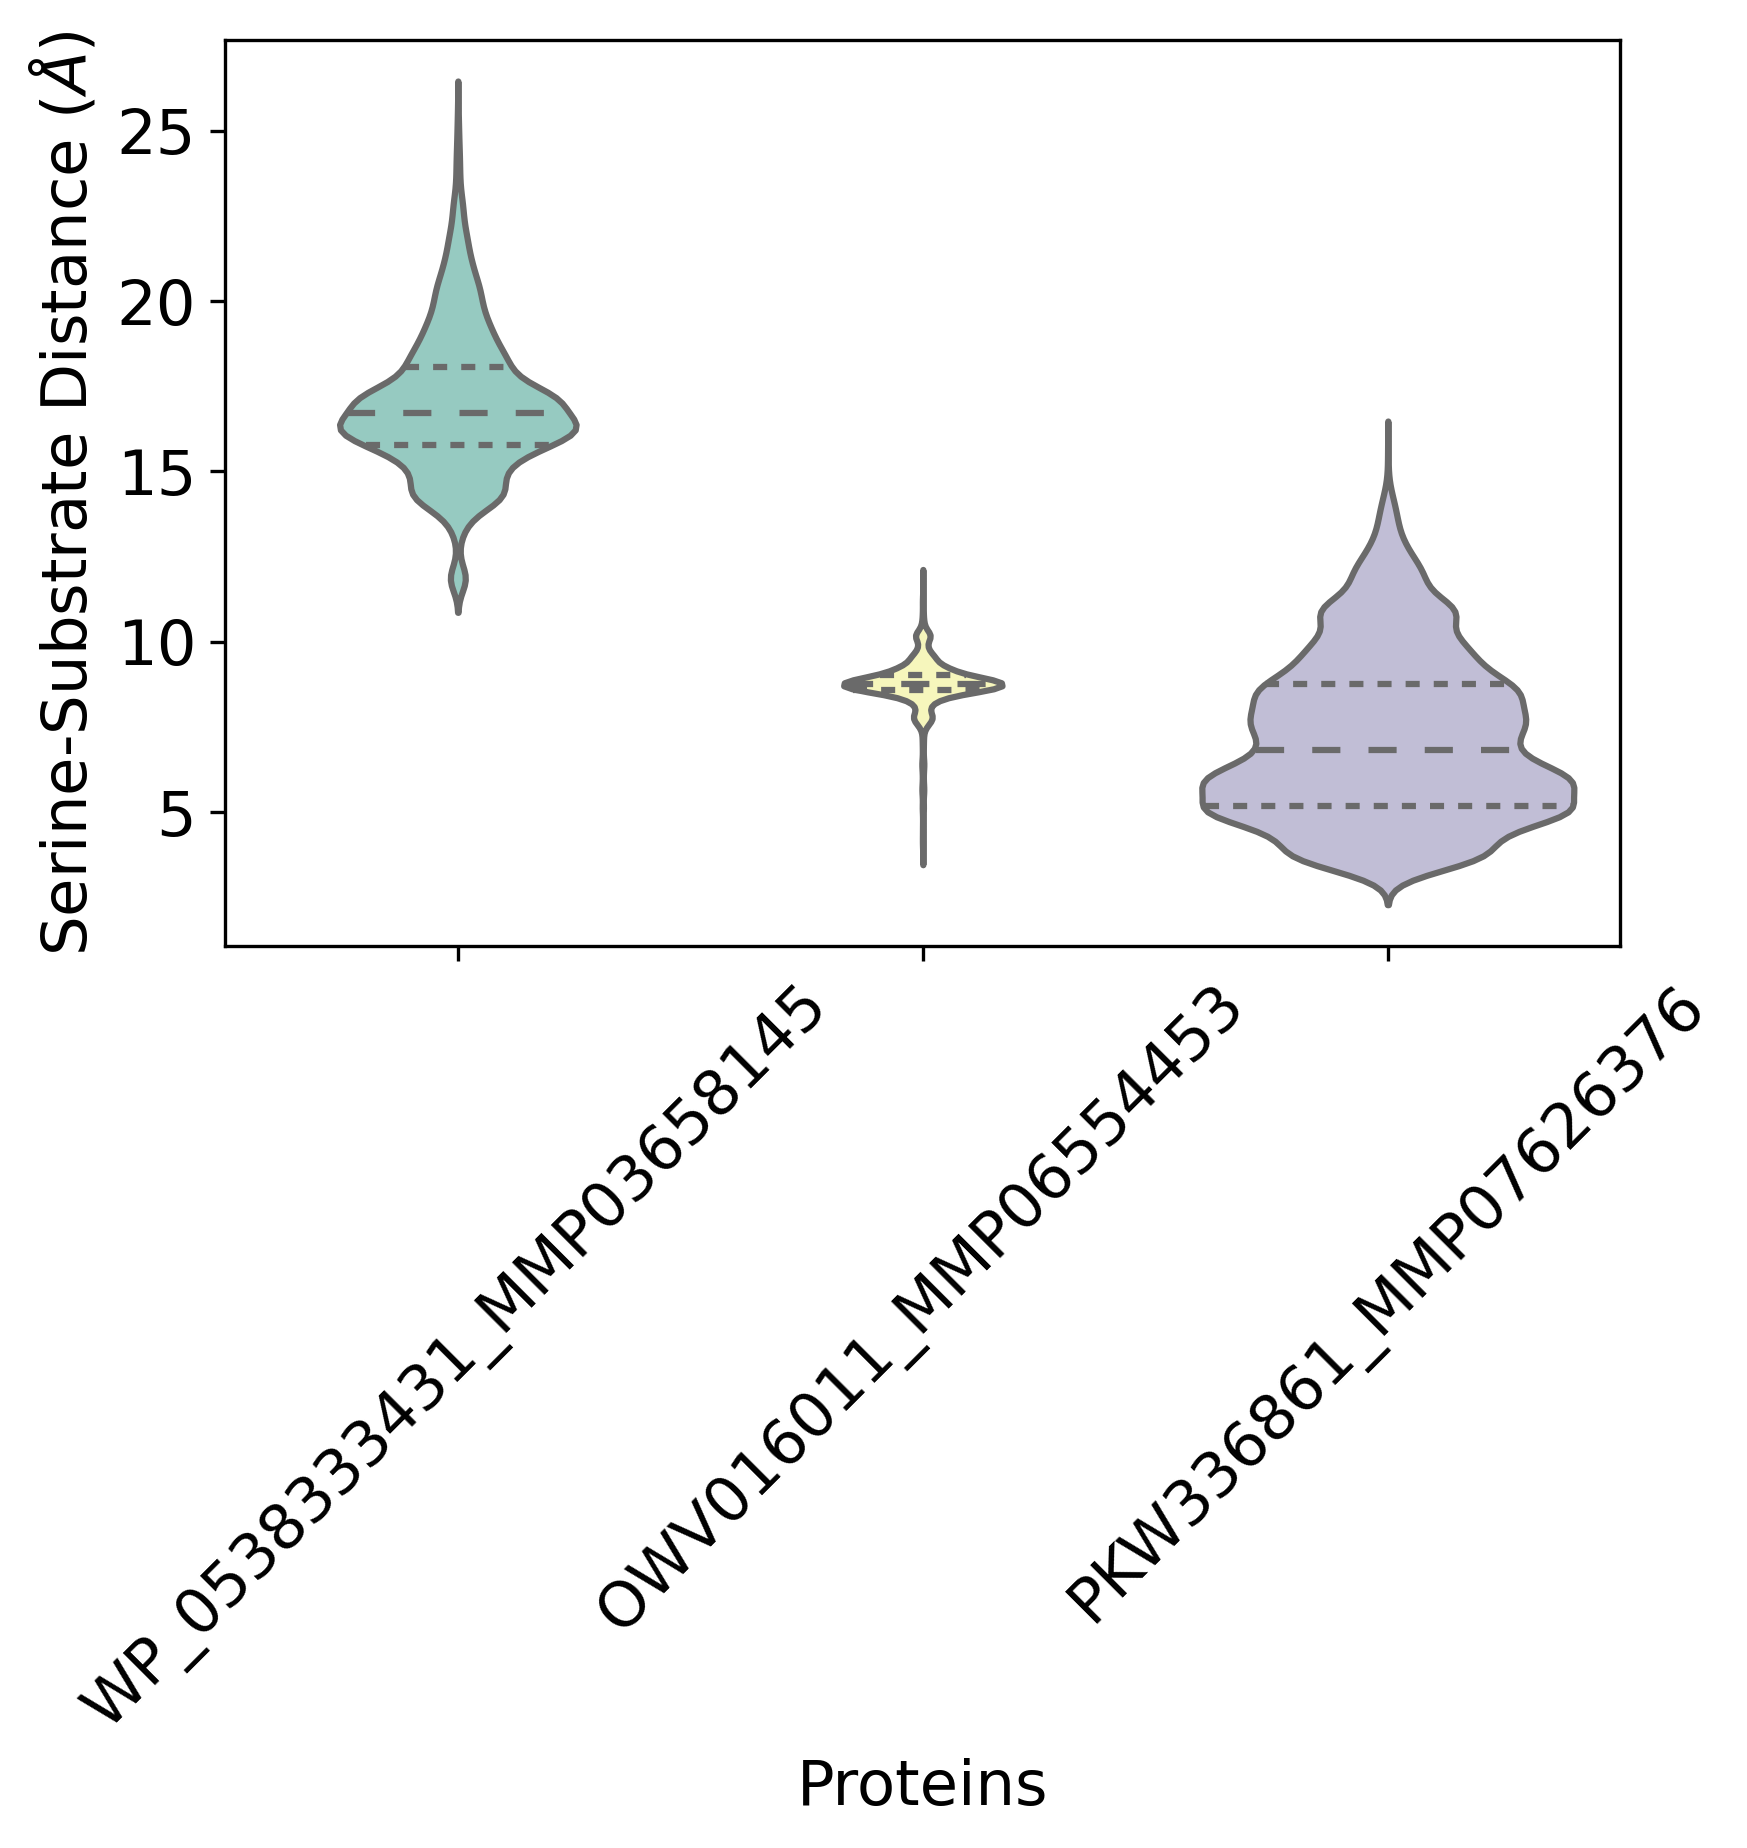 Serine-Substrate Distance (Å)
25
20
15
10
5
WP_053833431_MMP03658145
OWV016011_MMP06554453
PKW336861_MMP07626376
Proteins